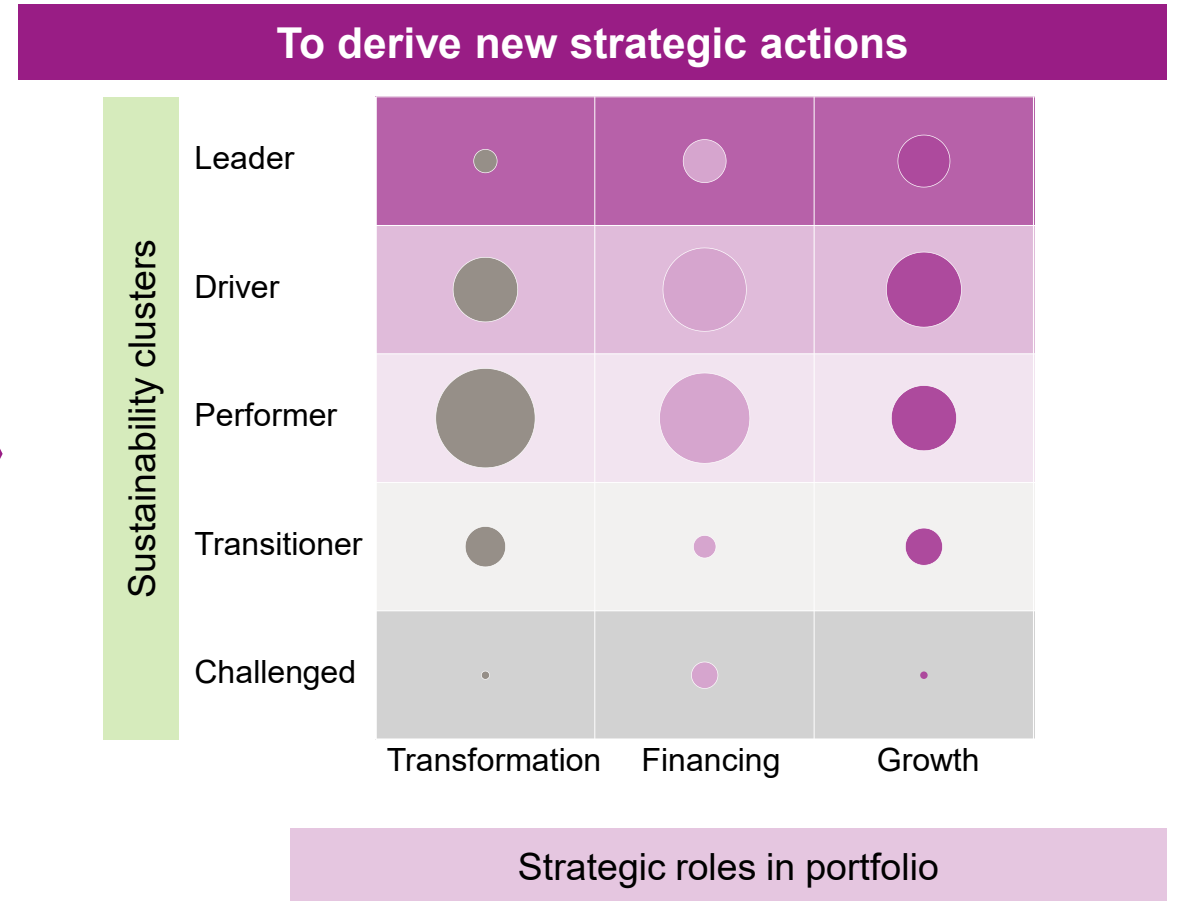 To derive new strategic actions
Sustainability clusters
Leader
Driver
Performer
Transitioner
Challenged
Transformation
Financing
Growth
Strategic roles in portfolio